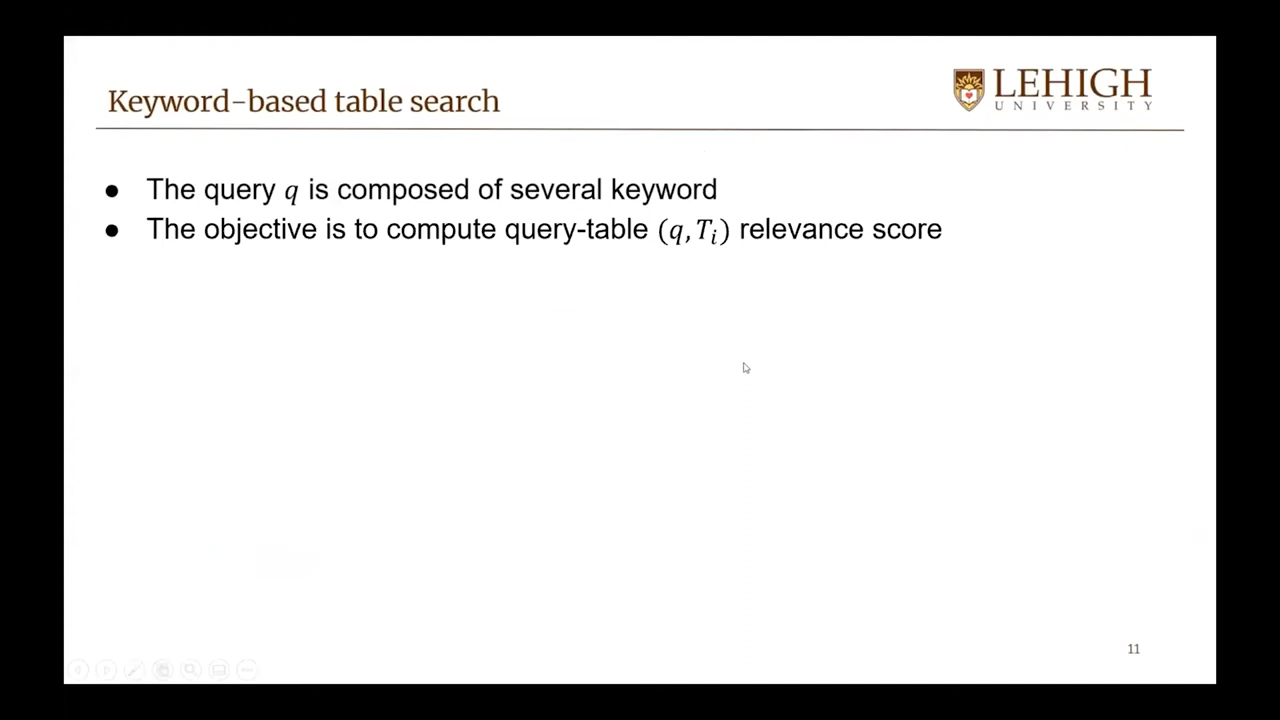 Keyword-based table search
LEHIGH
UNIVERSITY
● The query q is composed of several keyword
● The objective is to compute query-table (q, Tᵢ) relevance score
11